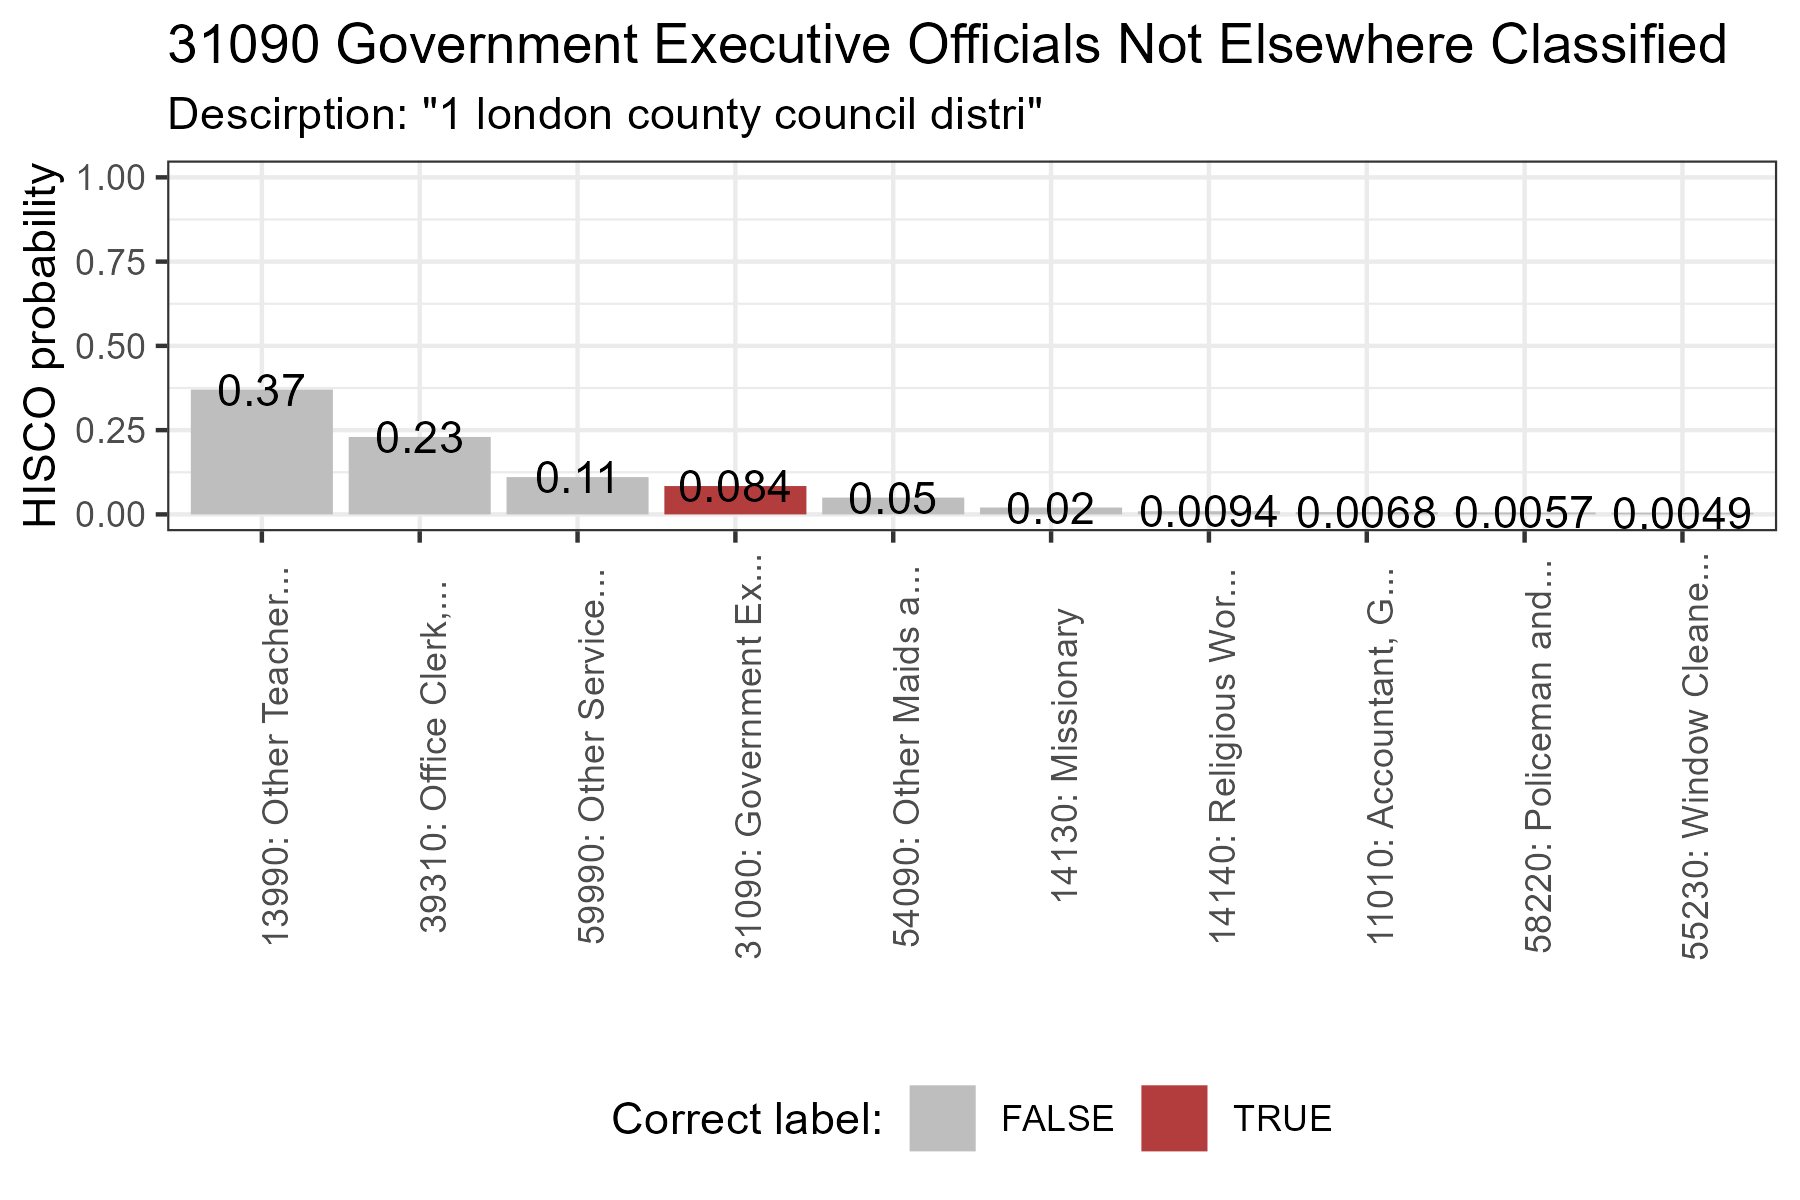 31090 Government Executive Officials Not Elsewhere Classified
Descirption: "1 london county council distri"
HISCO probability
1.00
0.75
0.50
0.25
0.00
0.37
0.23
0.11
0.084
0.05
0.02
0.0094
0.0068
0.0057
0.0049
13990: Other Teacher...
39310: Office Clerk,...
59990: Other Service...
31090: Government Ex...
54090: Other Maids a...
14130: Missionary
14140: Religious Wor...
11010: Accountant, G...
58220: Policeman and...
55230: Window Cleane...
Correct label: FALSE TRUE